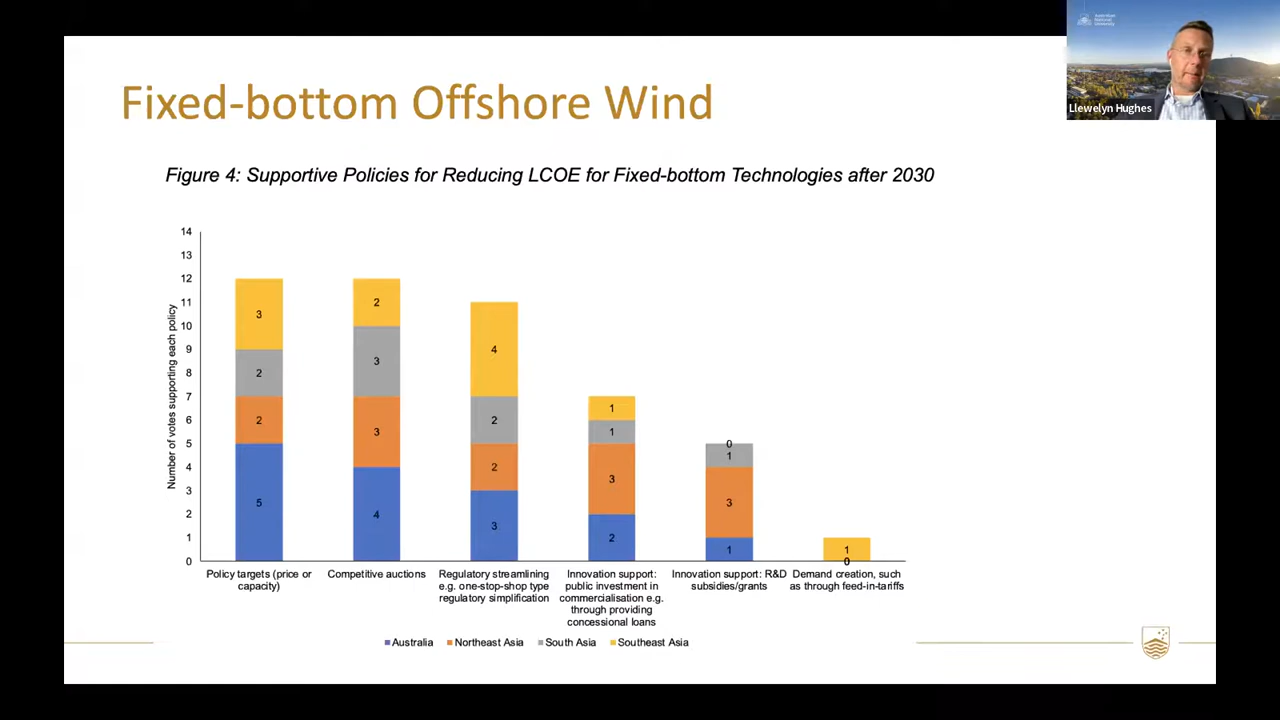 Australian
National
University
Llewelyn Hughes
Fixed-bottom Offshore Wind
Figure 4: Supportive Policies for Reducing LCOE for Fixed-bottom Technologies after 2030
Number of votes supporting each policy
14
13
12
11
10
9
8
7
6
5
4
3
2
1
0
3
2
2
5
2
3
3
4
4
2
2
3
1
1
3
2
0
1
3
1
1
0
Policy targets (price or
capacity)
Competitive auctions
Regulatory streamlining
e.g. one-stop-shop type
regulatory simplification
Innovation support:
public investment in
commercialisation e.g.
through providing
concessional loans
Innovation support: R&D
subsidies/grants
Demand creation, such
as through feed-in-tariffs
Australia Northeast Asia South Asia Southeast Asia